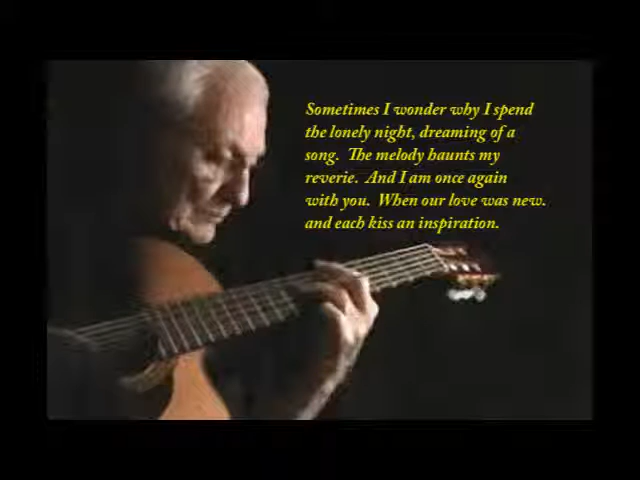 Sometimes I wonder why I spend
the lonely night, dreaming of a
song. The melody haunts my
reverie. And I am once again
with you. When our love was new.
and each kiss an inspiration.